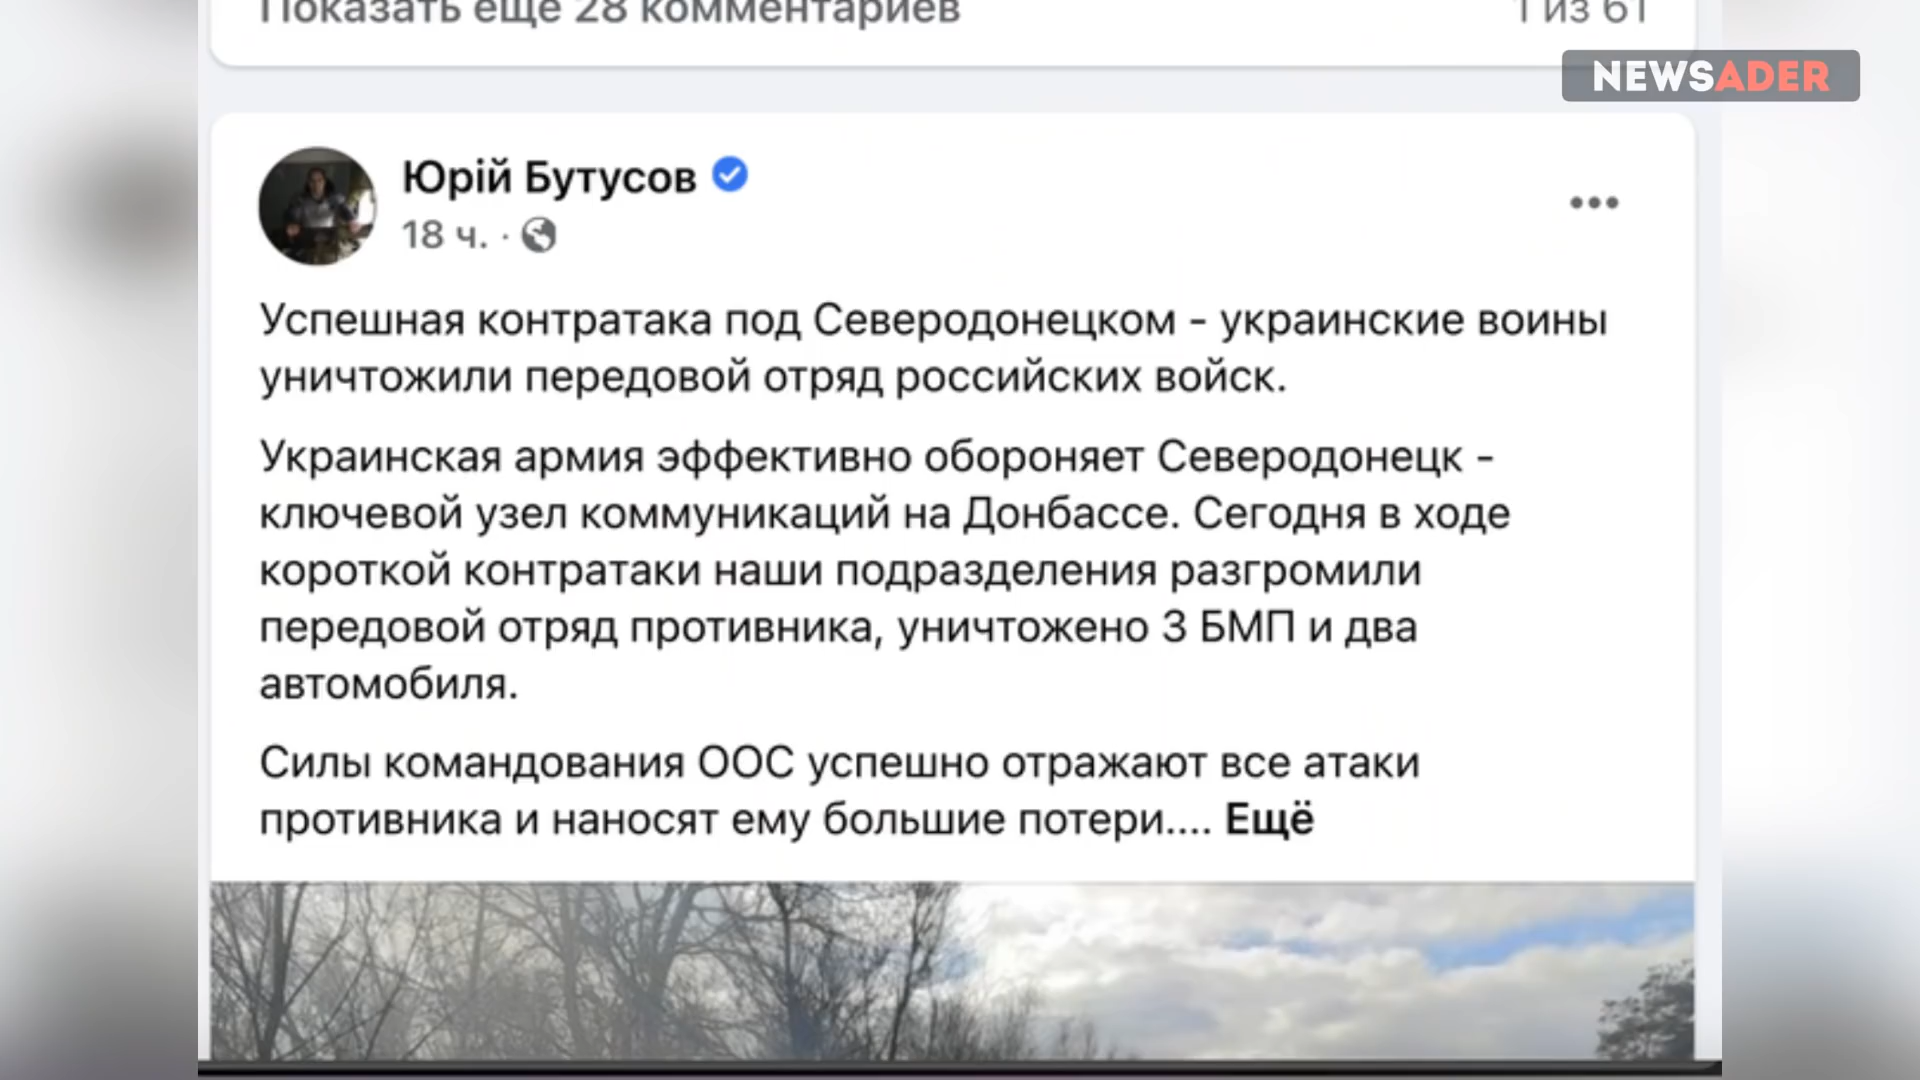 Показать ещё 28 комментариев
1 из 61
NEWSADER
Юрій Бутусов
18 ч. ·
Успешная контратака под Северодонецком - украинские воины
уничтожили передовой отряд российских войск.
Украинская армия эффективно обороняет Северодонецк -
ключевой узел коммуникаций на Донбассе. Сегодня в ходе
короткой контратаки наши подразделения разгромили
передовой отряд противника, уничтожено 3 БМП и два
автомобиля.
Силы командования ООС успешно отражают все атаки
противника и наносят ему большие потери.... Ещё